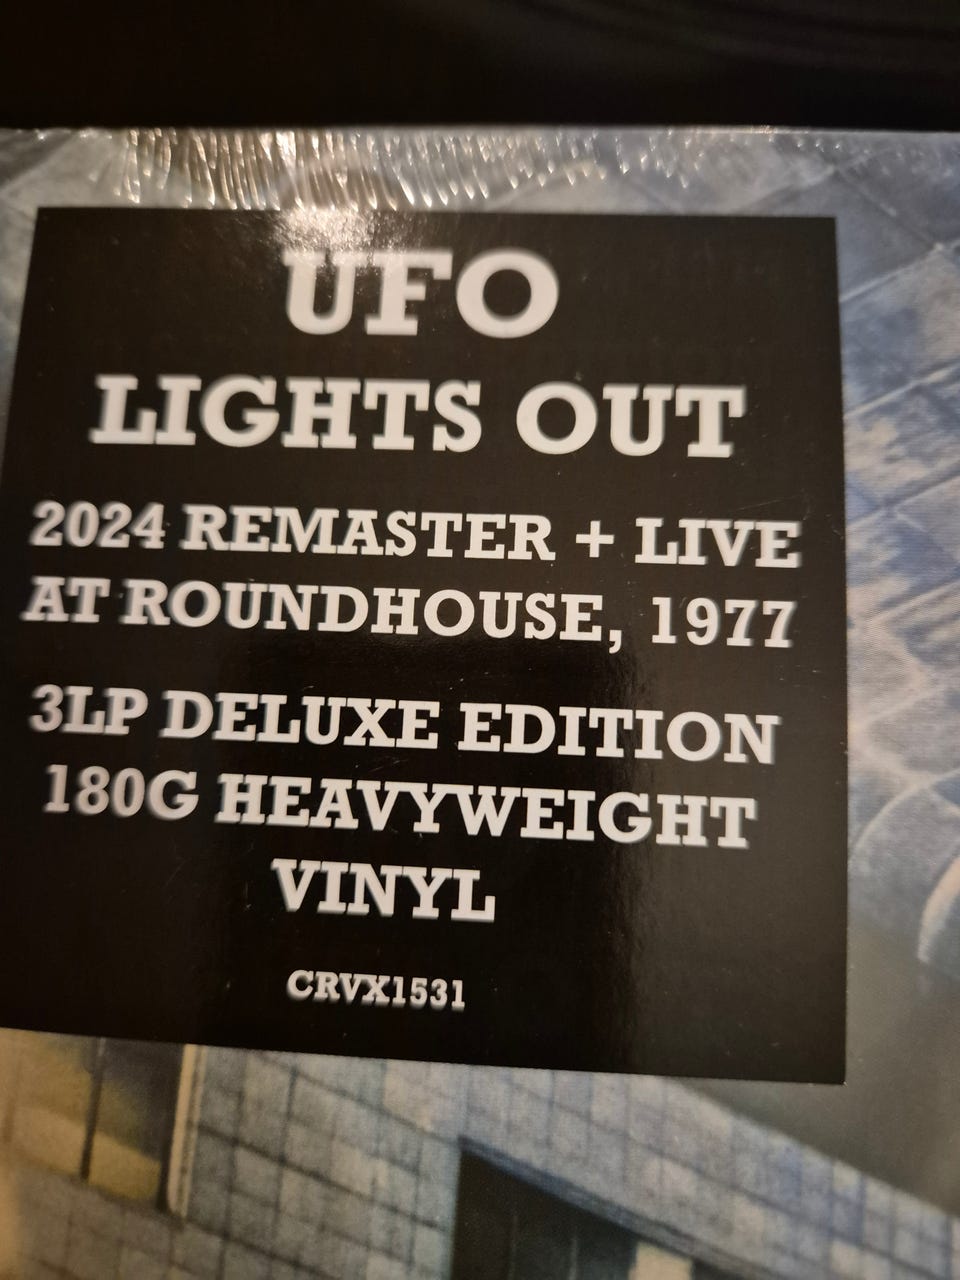 UFO
LIGHTS OUT
2024 REMASTER + LIVE
AT ROUNDHOUSE, 1977
3LP DELUXE EDITION
180G HEAVYWEIGHT
VINYL
CRVX1531